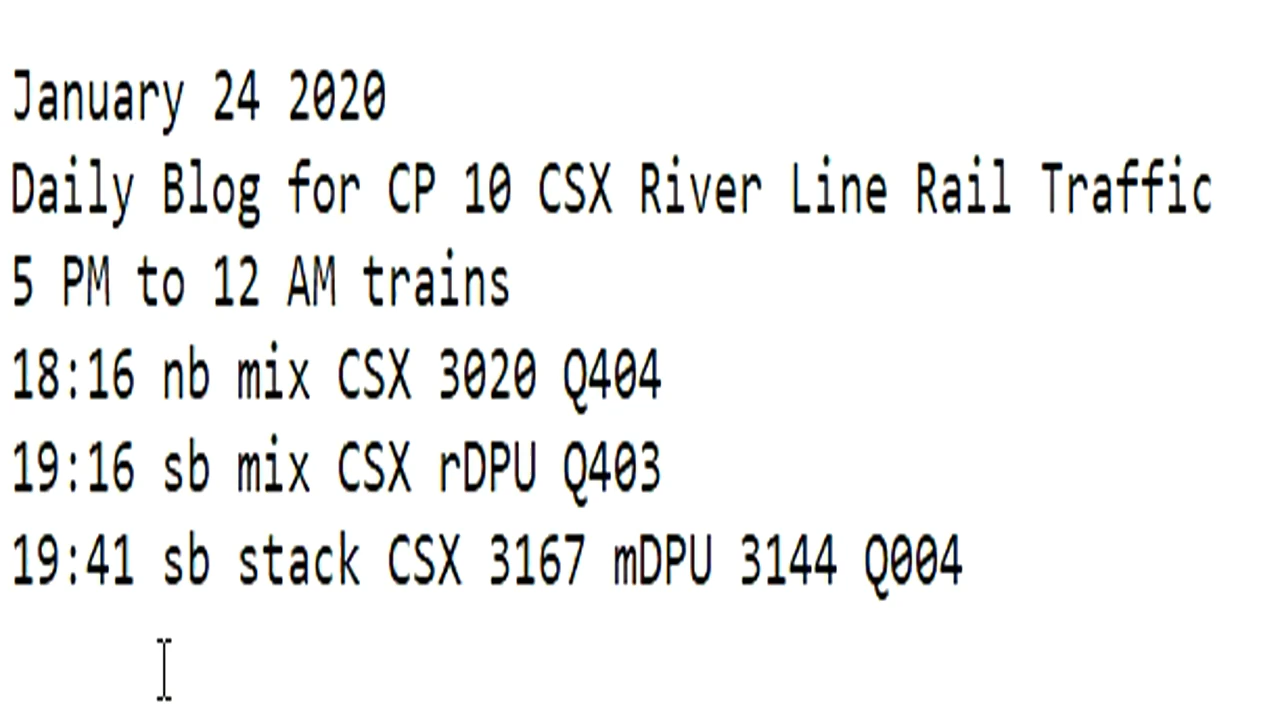 January 24 2020
Daily Blog for CP 10 CSX River Line Rail Traffic
5 PM to 12 AM trains
18:16 nb mix CSX 3020 Q404
19:16 sb mix CSX rDPU Q403
19:41 sb stack CSX 3167 mDPU 3144 Q004